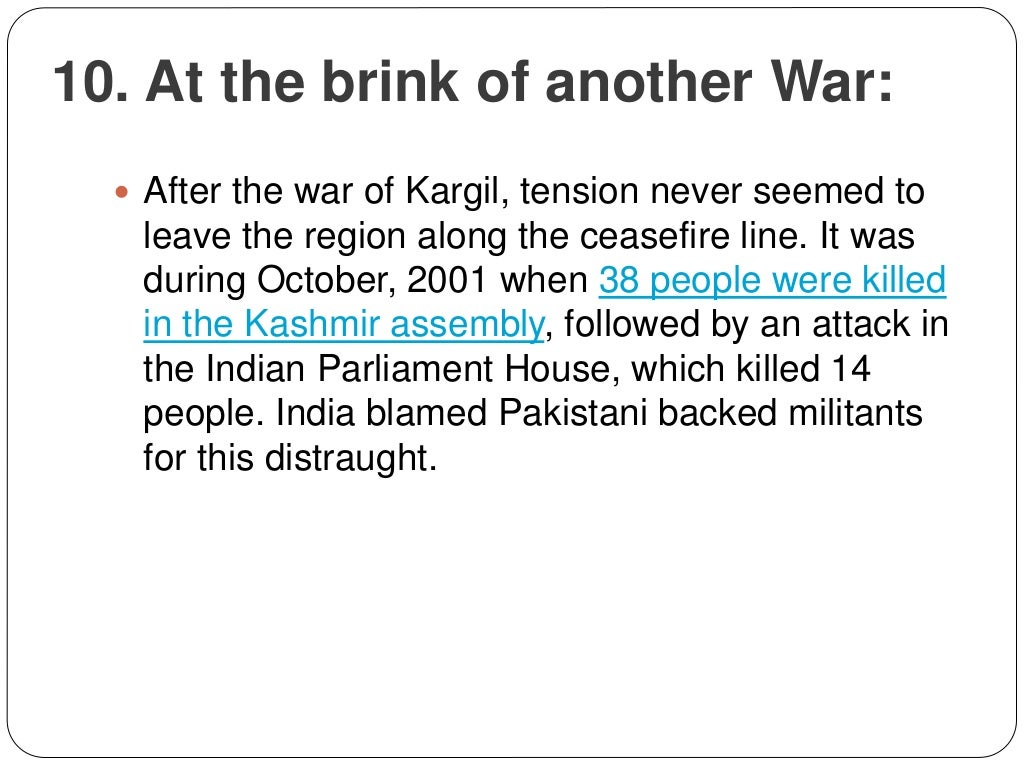 10. At the brink of another War:
After the war of Kargil, tension never seemed to
leave the region along the ceasefire line. It was
during October, 2001 when 38 people were killed
in the Kashmir assembly, followed by an attack in
the Indian Parliament House, which killed 14
people. India blamed Pakistani backed militants
for this distraught.